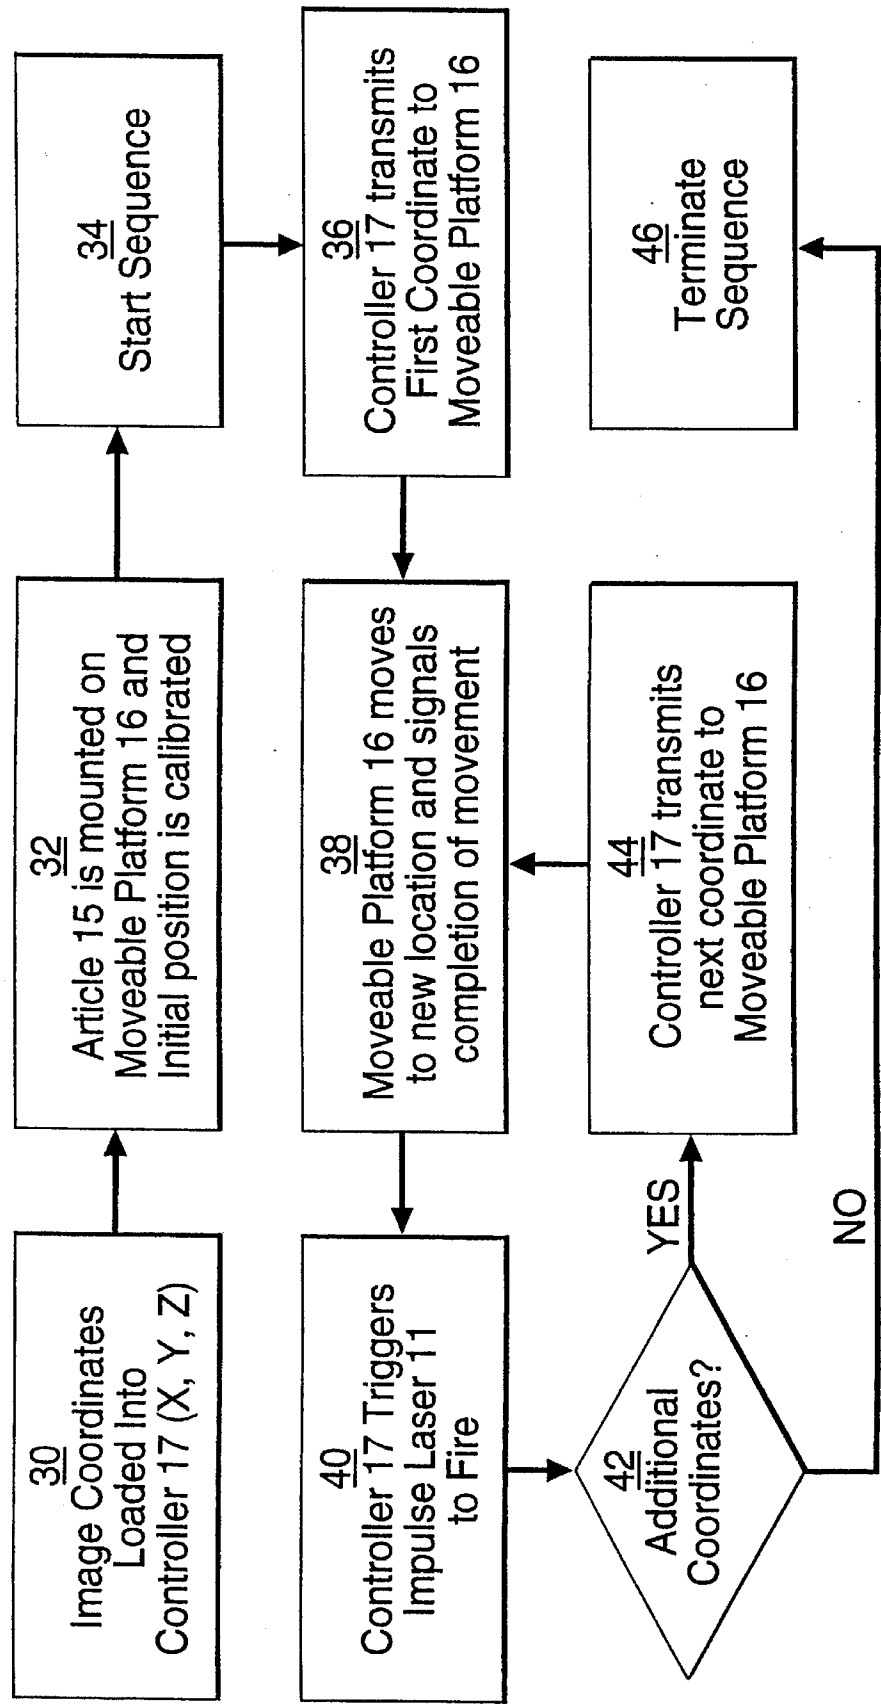 30
Image Coordinates
Loaded Into
Controller 17 (X, Y, Z)
32
Article 15 is mounted on
Moveable Platform 16 and
Initial position is calibrated
34
Start Sequence
36
Controller 17 transmits
First Coordinate to
Moveable Platform 16
38
Moveable Platform 16 moves
to new location and signals
completion of movement
40
Controller 17 Triggers
Impulse Laser 11
to Fire
42
Additional
Coordinates?
YES
NO
44
Controller 17 transmits
next coordinate to
Moveable Platform 16
46
Terminate
Sequence